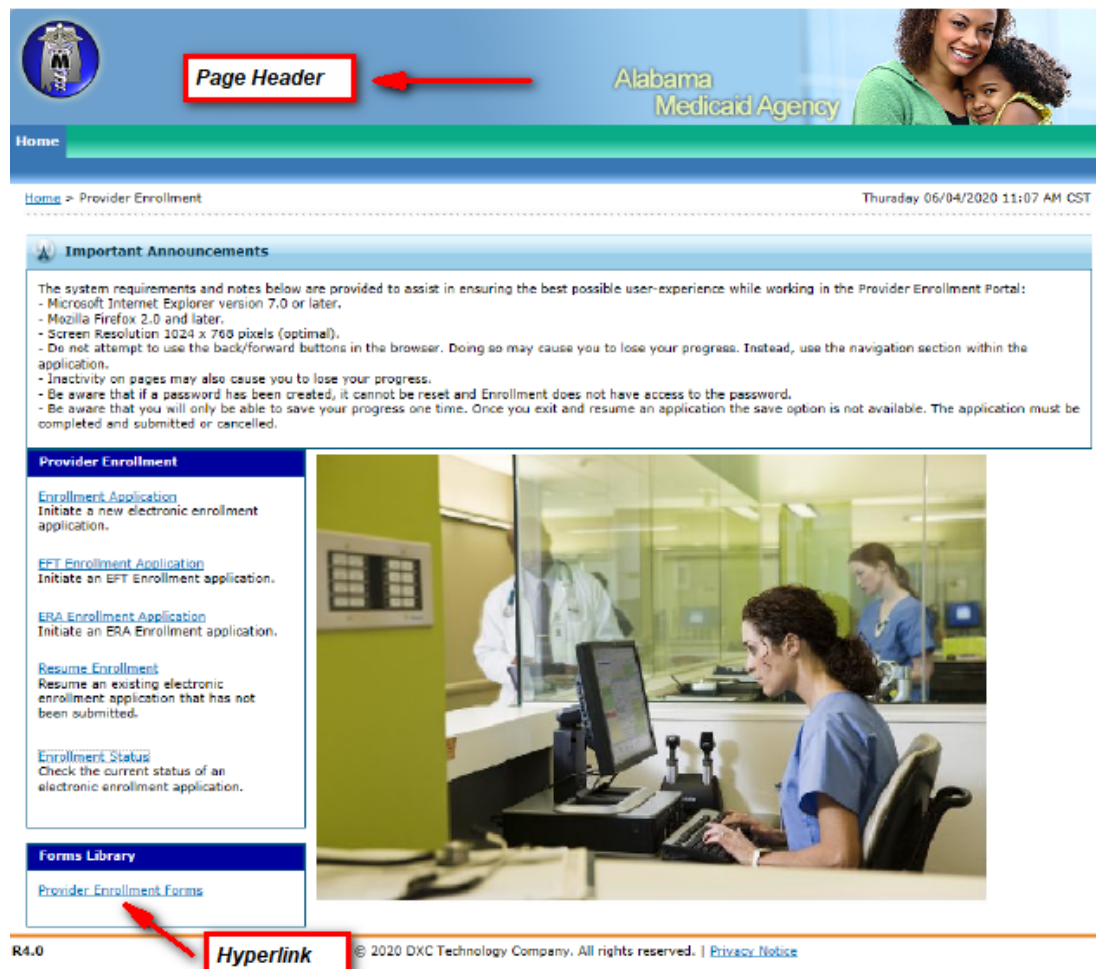 M
Page Header
Alabama
Medicaid Agency
Home
Home > Provider Enrollment
Thursday 06/04/2020 11:07 AM CST
Important Announcements
The system requirements and notes below are provided to assist in ensuring the best possible user-experience while working in the Provider Enrollment Portal:
- Microsoft Internet Explorer version 7.0 or later.
- Mozilla Firefox 2.0 and later.
- Screen Resolution 1024 x 768 pixels (optimal).
- Do not attempt to use the back/forward buttons in the browser. Doing so may cause you to lose your progress. Instead, use the navigation section within the
application.
- Inactivity on pages may also cause you to lose your progress.
- Be aware that if a password has been created, it cannot be reset and Enrollment does not have access to the password.
- Be aware that you will only be able to save your progress one time. Once you exit and resume an application the save option is not available. The application must be
completed and submitted or cancelled.
Provider Enrollment
Enrollment Application
Initiate a new electronic enrollment
application.
EFT Enrollment Application
Initiate an EFT Enrollment application.
ERA Enrollment Application
Initiate an ERA Enrollment application.
Resume Enrollment
Resume an existing electronic
enrollment application that has not
been submitted.
Enrollment Status
Check the current status of an
electronic enrollment application.
Forms Library
Provider Enrollment Forms
R4.0
Hyperlink
© 2020 DXC Technology Company. All rights reserved. | Privacy Notice